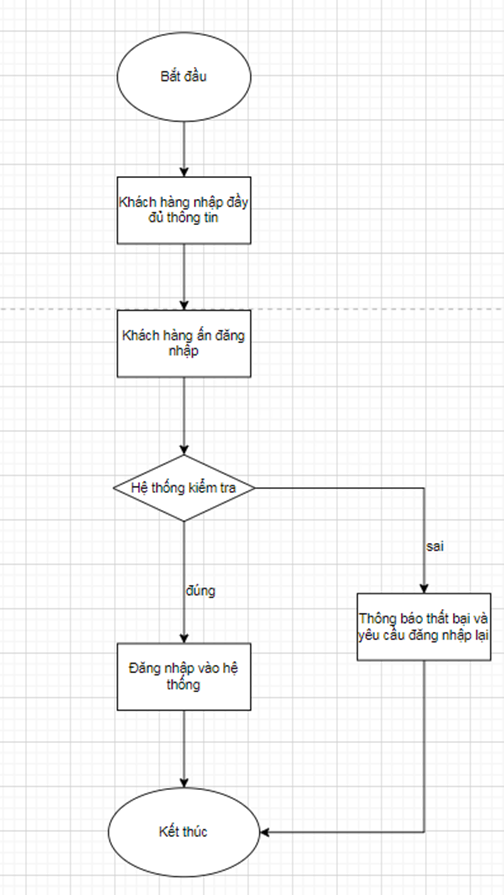 Bắt đầu
Khách hàng nhập đầy
đủ thông tin
Khách hàng ấn đăng
nhập
Hệ thống kiểm tra
sai
đúng
Thông báo thất bại và
yêu cầu đăng nhập lại
Đăng nhập vào hệ
thống
Kết thúc